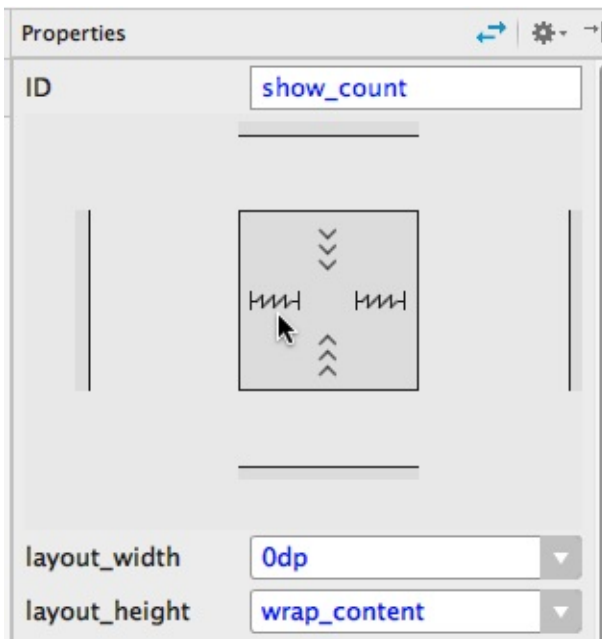 Properties
ID
show_count
layout_width
0dp
layout_height
wrap_content